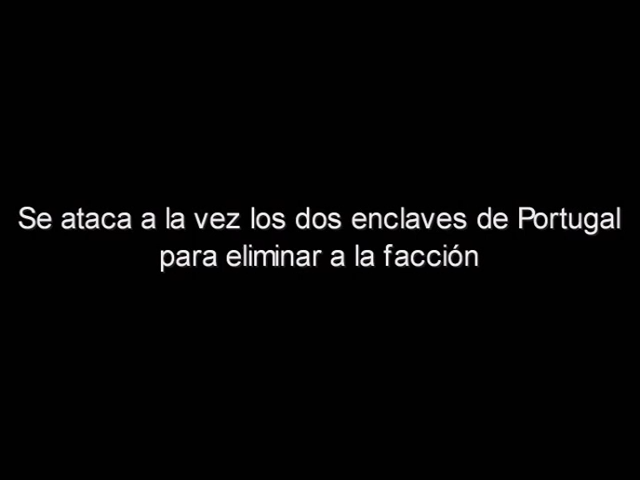 Se ataca a la vez los dos enclaves de Portugal
para eliminar a la facción